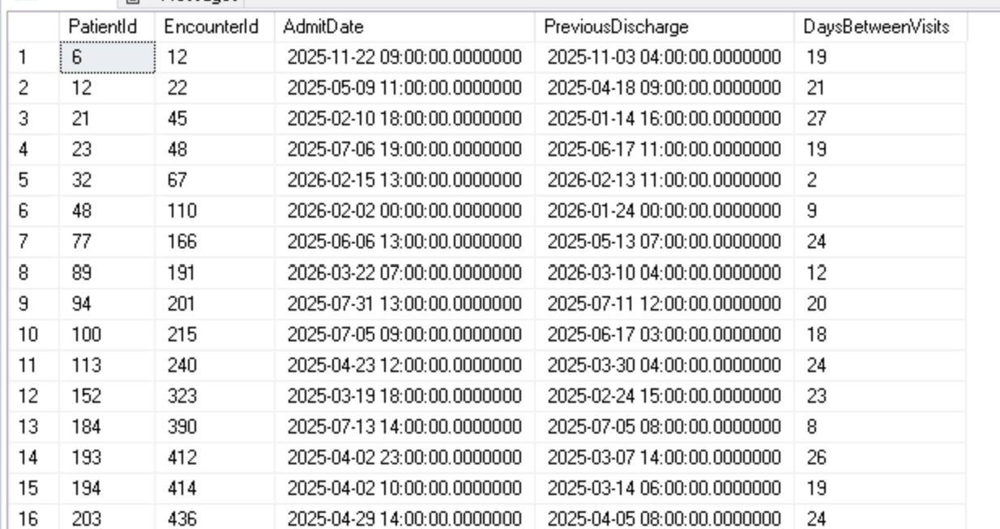 PatientId EncounterId AdmitDate PreviousDischarge DaysBetweenVisits
1 6 12 2025-11-22 09:00:00.0000000 2025-11-03 04:00:00.0000000 19
2 12 22 2025-05-09 11:00:00.0000000 2025-04-18 09:00:00.0000000 21
3 21 45 2025-02-10 18:00:00.0000000 2025-01-14 16:00:00.0000000 27
4 23 48 2025-07-06 19:00:00.0000000 2025-06-17 11:00:00.0000000 19
5 32 67 2026-02-15 13:00:00.0000000 2026-02-13 11:00:00.0000000 2
6 48 110 2026-02-02 00:00:00.0000000 2026-01-24 00:00:00.0000000 9
7 77 166 2025-06-06 13:00:00.0000000 2025-05-13 07:00:00.0000000 24
8 89 191 2026-03-22 07:00:00.0000000 2026-03-10 04:00:00.0000000 12
9 94 201 2025-07-31 13:00:00.0000000 2025-07-11 12:00:00.0000000 20
10 100 215 2025-07-05 09:00:00.0000000 2025-06-17 03:00:00.0000000 18
11 113 240 2025-04-23 12:00:00.0000000 2025-03-30 04:00:00.0000000 24
12 152 323 2025-03-19 18:00:00.0000000 2025-02-24 15:00:00.0000000 23
13 184 390 2025-07-13 14:00:00.0000000 2025-07-05 08:00:00.0000000 8
14 193 412 2025-04-02 23:00:00.0000000 2025-03-07 14:00:00.0000000 26
15 194 414 2025-04-02 10:00:00.0000000 2025-03-14 06:00:00.0000000 19
16 203 436 2025-04-29 14:00:00.0000000 2025-04-05 08:00:00.0000000 24